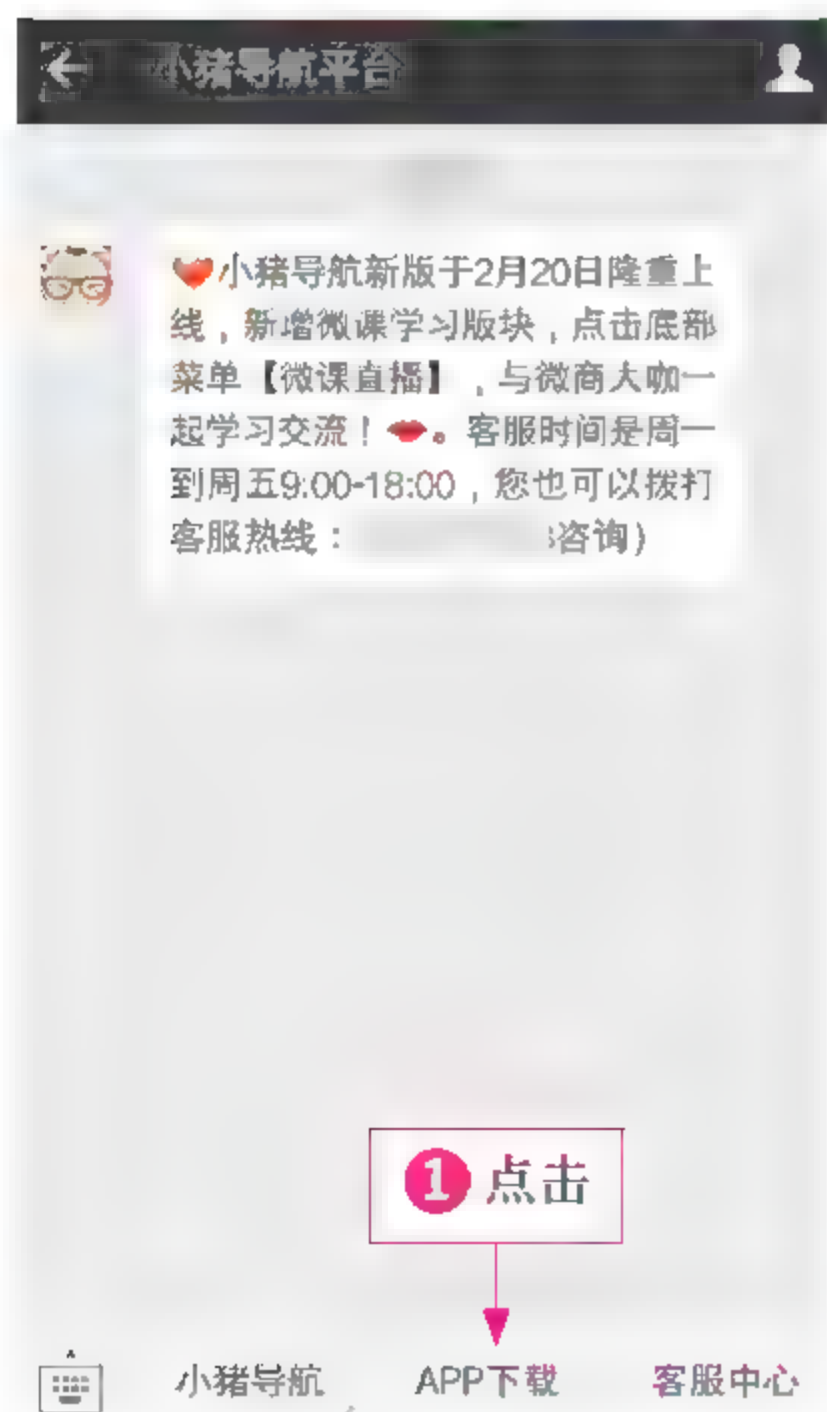 小猪导航平台
小猪导航新版于2月20日隆重上
线，新增微课学习版块，点击底部
菜单【微课直播】，与微商大咖一
起学习交流！。客服时间是周一
到周五9:00-18:00，您也可以拨打
客服热线：咨询）
1 点击
小猪导航 APP下载 客服中心